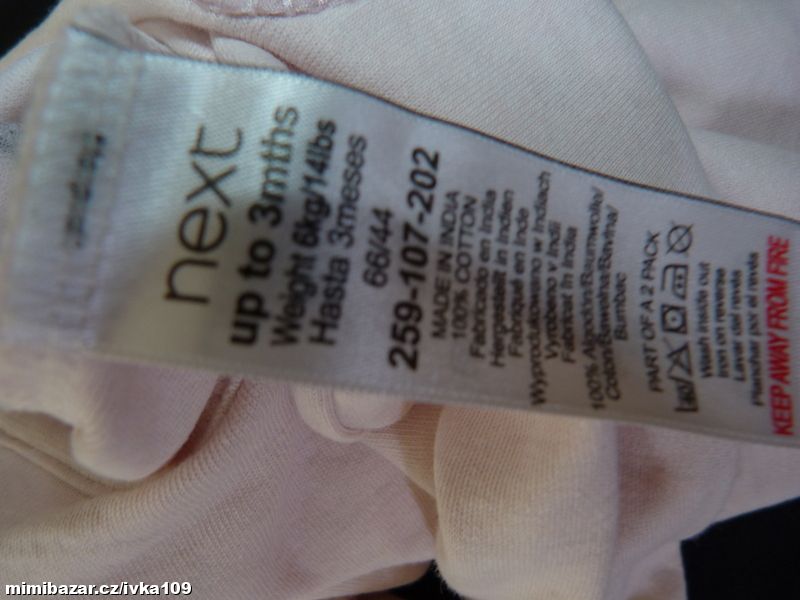 next
up to 3mths
Weight 6kg/14lbs
Hasta 3meses
66/44
259-107-202
MADE IN INDIA
100% COTTON
Fabricado en India
Hergestellt in Indien
Fabriqué en Inde
Wyprodukowano w Indiach
Vyrobeno v Indii
Fabricat in India
100% Algodon/Baumwolle/
Coton/Bawelna/Bavlna/
Bumbac
PART OF A 2 PACK
Wash inside out
Iron on reverse
Lavar del revés
Planchar por el revés
KEEP AWAY FROM FIRE
mimibazar.cz/ivka109